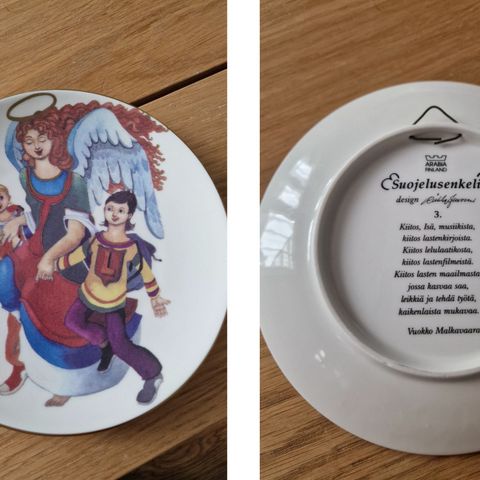 ARABIA
FINLAND
Suojelusenkeli
design
3.
Kiitos, Isä, musiikista,
kiitos lastenkirjoista.
Kiitos lelulaatikosta,
kiitos lastenfilmeistä.
Kiitos lasten maailmasta,
jossa kasvaa saa,
leikkiä ja tehdä työtä,
kaikenlaista mukavaa.
Vuokko Malkavaara